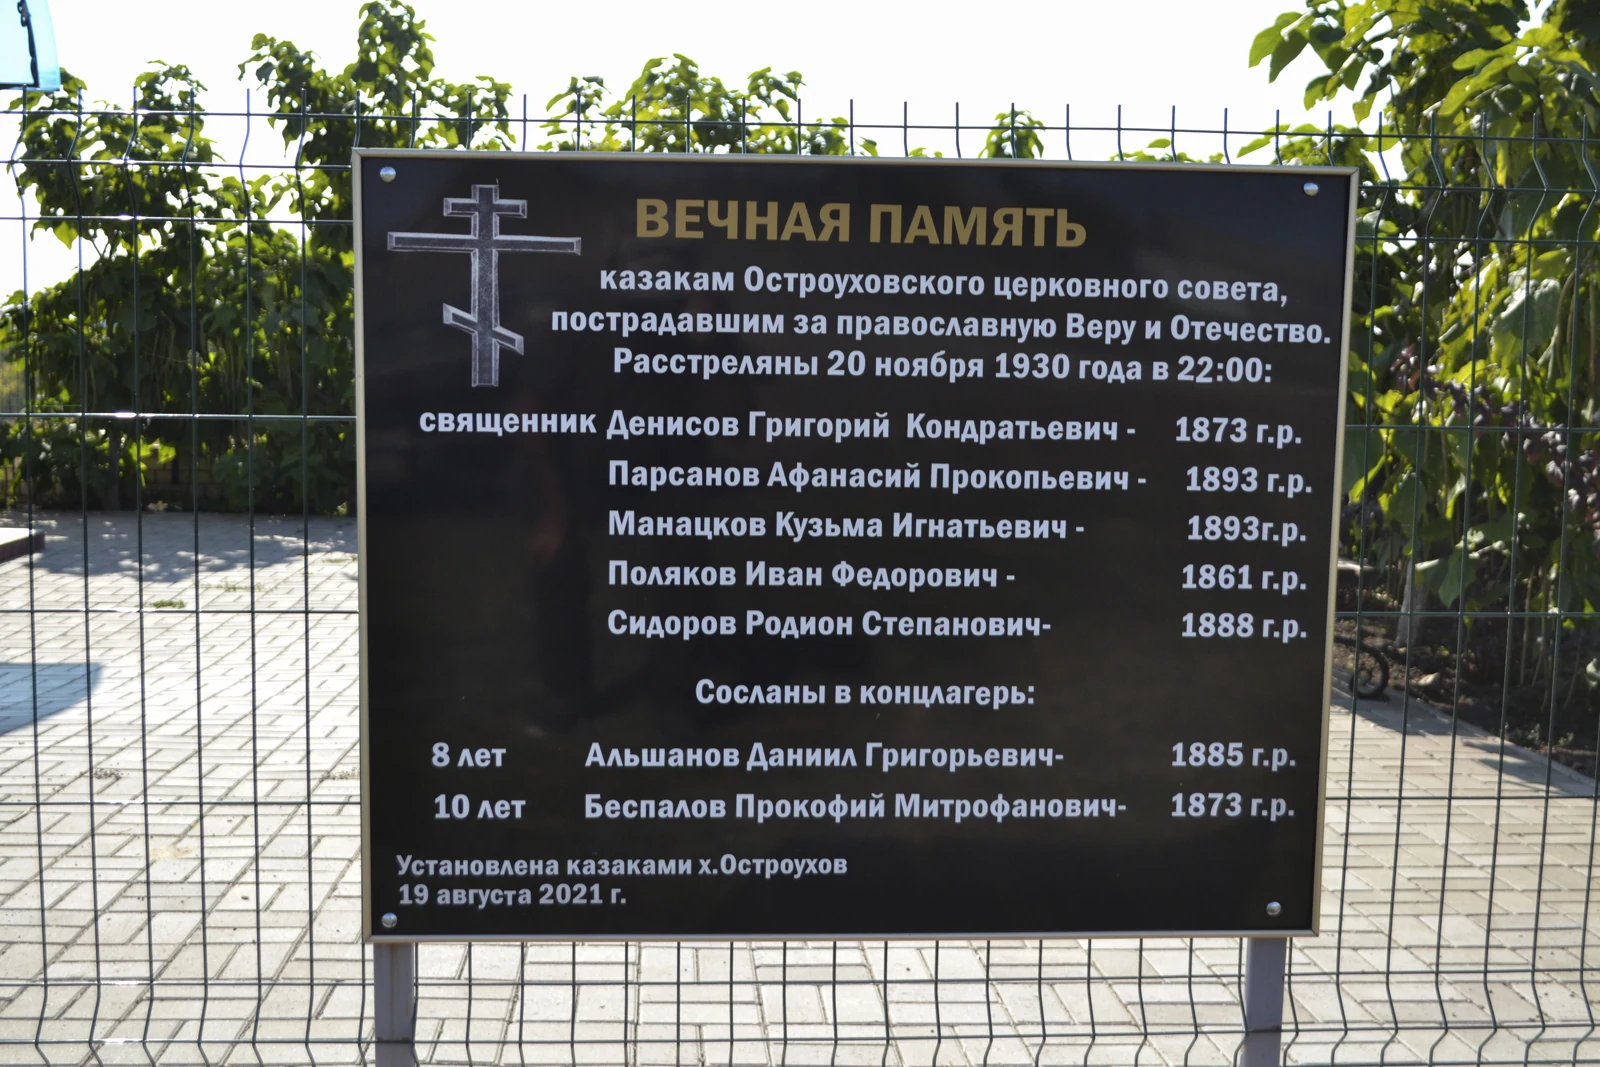 ВЕЧНАЯ ПАМЯТЬ
казакам Остроуховского церковного совета,
пострадавшим за православную Веру и Отечество.
Расстреляны 20 ноября 1930 года в 22:00:
священник Денисов Григорий Кондратьевич - 1873 г.р.
Парсанов Афанасий Прокопьевич - 1893 г.р.
Манацков Кузьма Игнатьевич - 1893г.р.
Поляков Иван Федорович - 1861 г.р.
Сидоров Родион Степанович- 1888 г.р.
Сосланы в концлагерь:
8 лет Альшанов Даниил Григорьевич- 1885 г.р.
10 лет Беспалов Прокофий Митрофанович- 1873 г.р.
Установлена казаками х.Остроухов
19 августа 2021 г.